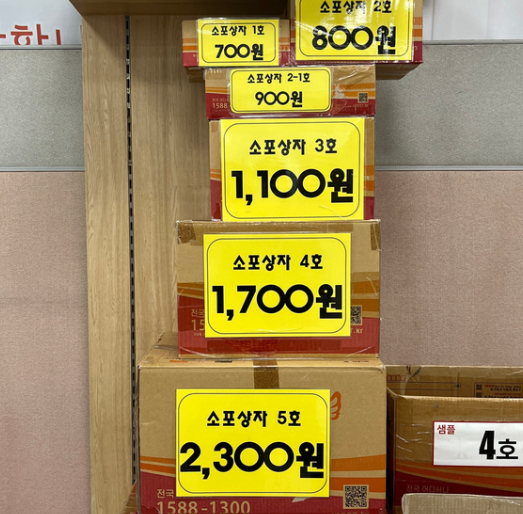 소포상자 1호
700원
소포상자 2호
800원
소포상자 2-1호
900원
소포상자 3호
1,100원
소포상자 4호
1,700원
소포상자 5호
2,300원
전국
1588-1300
샘플
4호